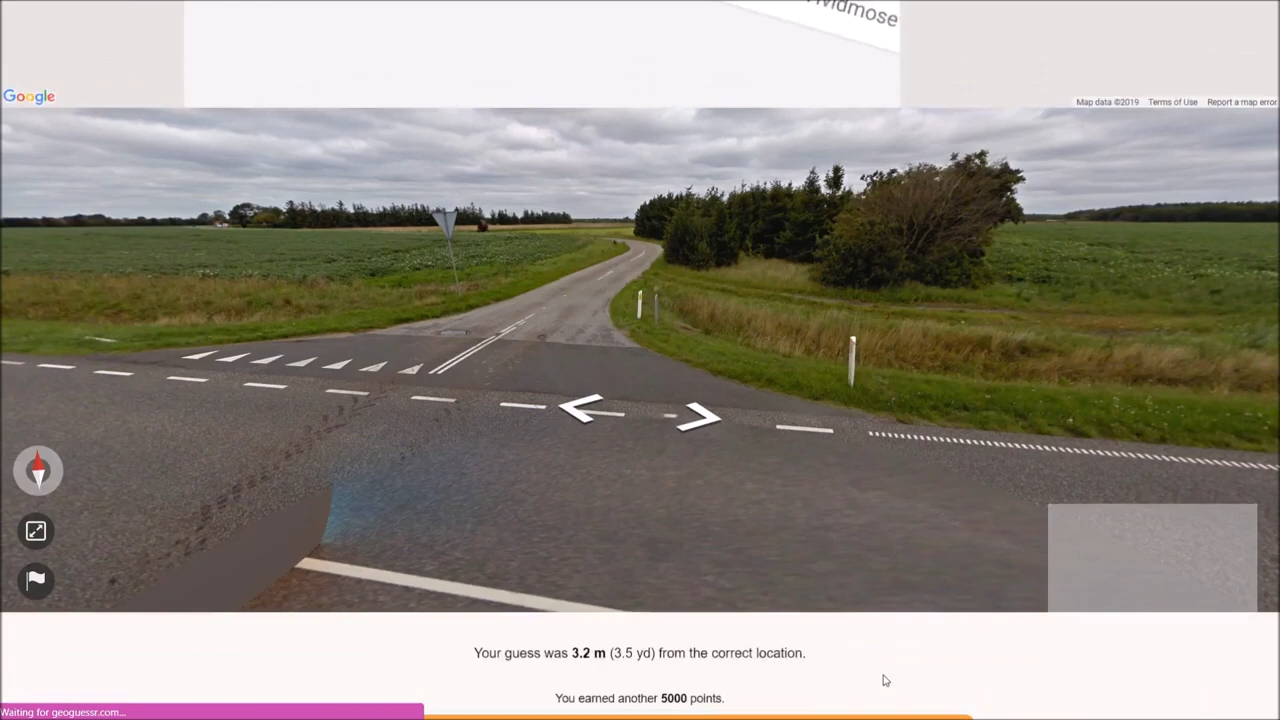 Google
Map data ©2019 Terms of Use Report a map error
Your guess was 3.2 m (3.5 yd) from the correct location.
You earned another 5000 points.
Waiting for geoguessr.com...